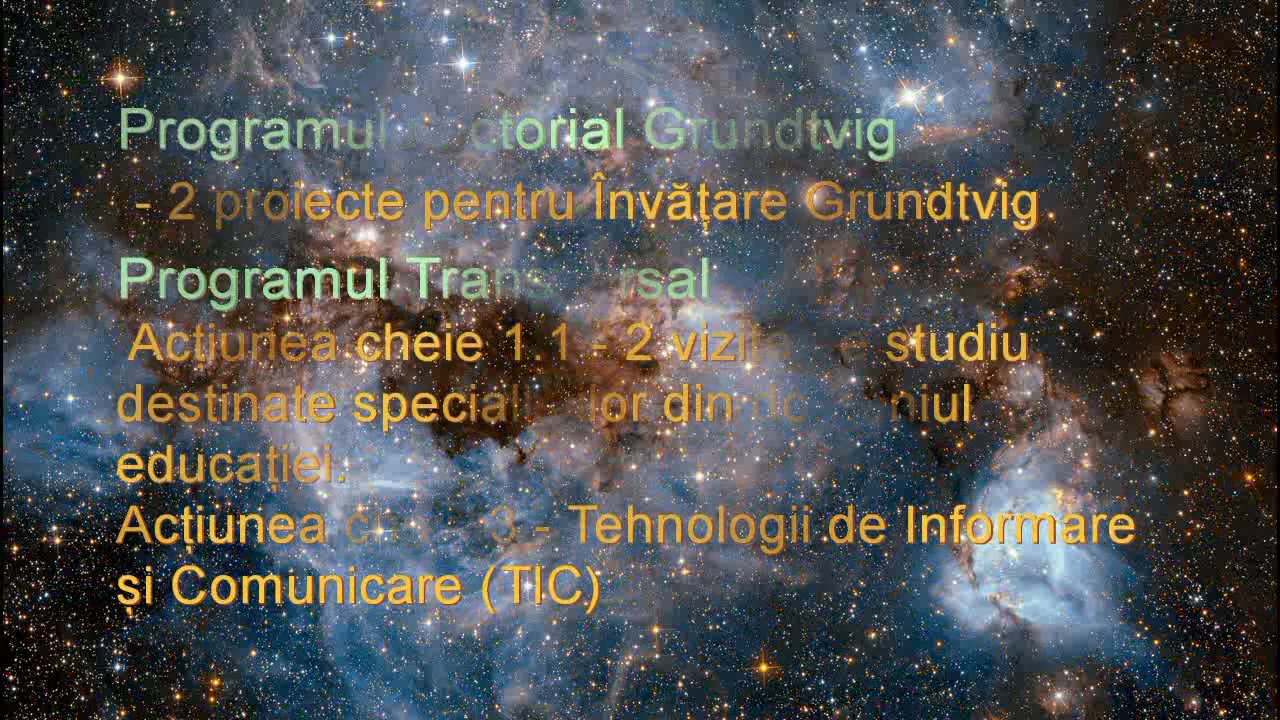 Programul Grundtvig
- 2 proiecte pentru Învățare Grundtvig
Programul
Acțiunea cheie 1.1 - 2 studiu
destinate din
educației.
Acțiunea 3 - Tehnologii de Informare
și Comunicare (TIC)